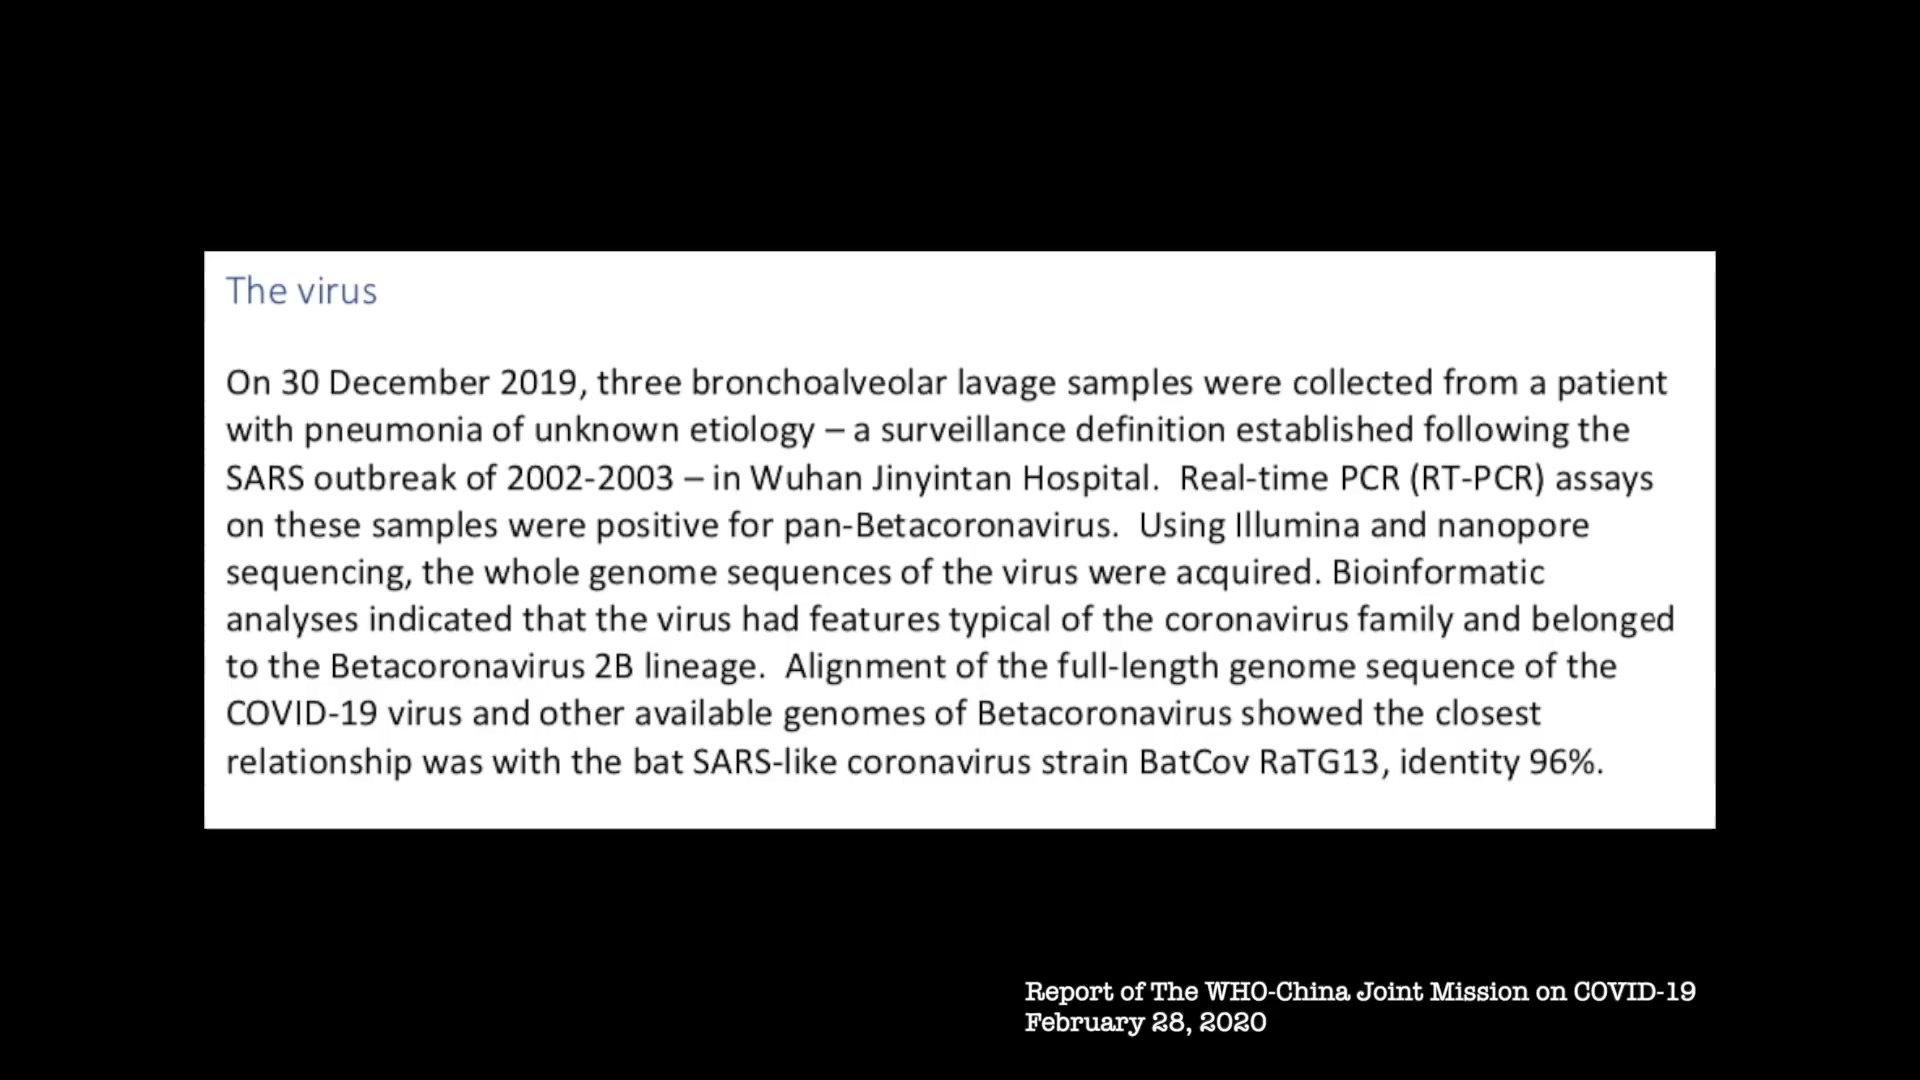 The virus
On 30 December 2019, three bronchoalveolar lavage samples were collected from a patient
with pneumonia of unknown etiology – a surveillance definition established following the
SARS outbreak of 2002-2003 – in Wuhan Jinyintan Hospital.  Real-time PCR (RT-PCR) assays
on these samples were positive for pan-Betacoronavirus.  Using Illumina and nanopore
sequencing, the whole genome sequences of the virus were acquired. Bioinformatic
analyses indicated that the virus had features typical of the coronavirus family and belonged
to the Betacoronavirus 2B lineage.  Alignment of the full-length genome sequence of the
COVID-19 virus and other available genomes of Betacoronavirus showed the closest
relationship was with the bat SARS-like coronavirus strain BatCov RaTG13, identity 96%.
Report of The WHO-China Joint Mission on COVID-19
February 28, 2020